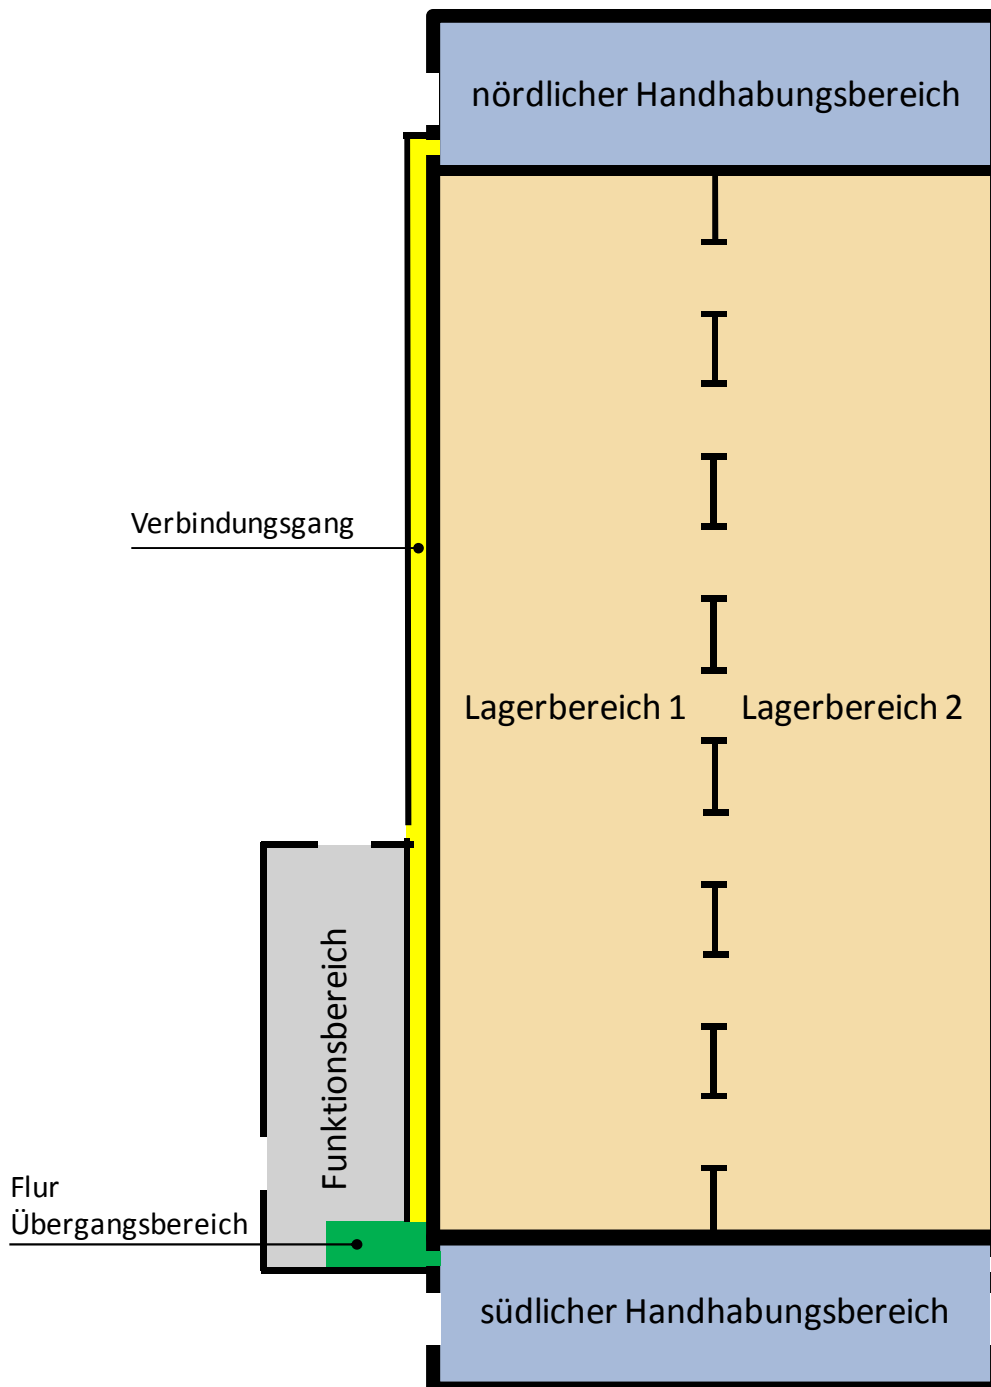 nördlicher Handhabungsbereich
Verbindungsgang
Lagerbereich 1
Lagerbereich 2
Funktionsbereich
Flur
Übergangsbereich
südlicher Handhabungsbereich